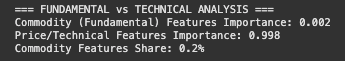 === FUNDAMENTAL vs TECHNICAL ANALYSIS ===
Commodity (Fundamental) Features Importance: 0.002
Price/Technical Features Importance: 0.998
Commodity Features Share: 0.2%